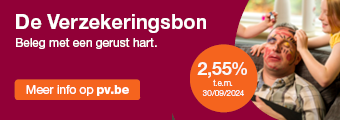 De Verzekeringsbon
Beleg met een gerust hart.
2,55%
t.e.m.
30/09/2024
Meer info op pv.be